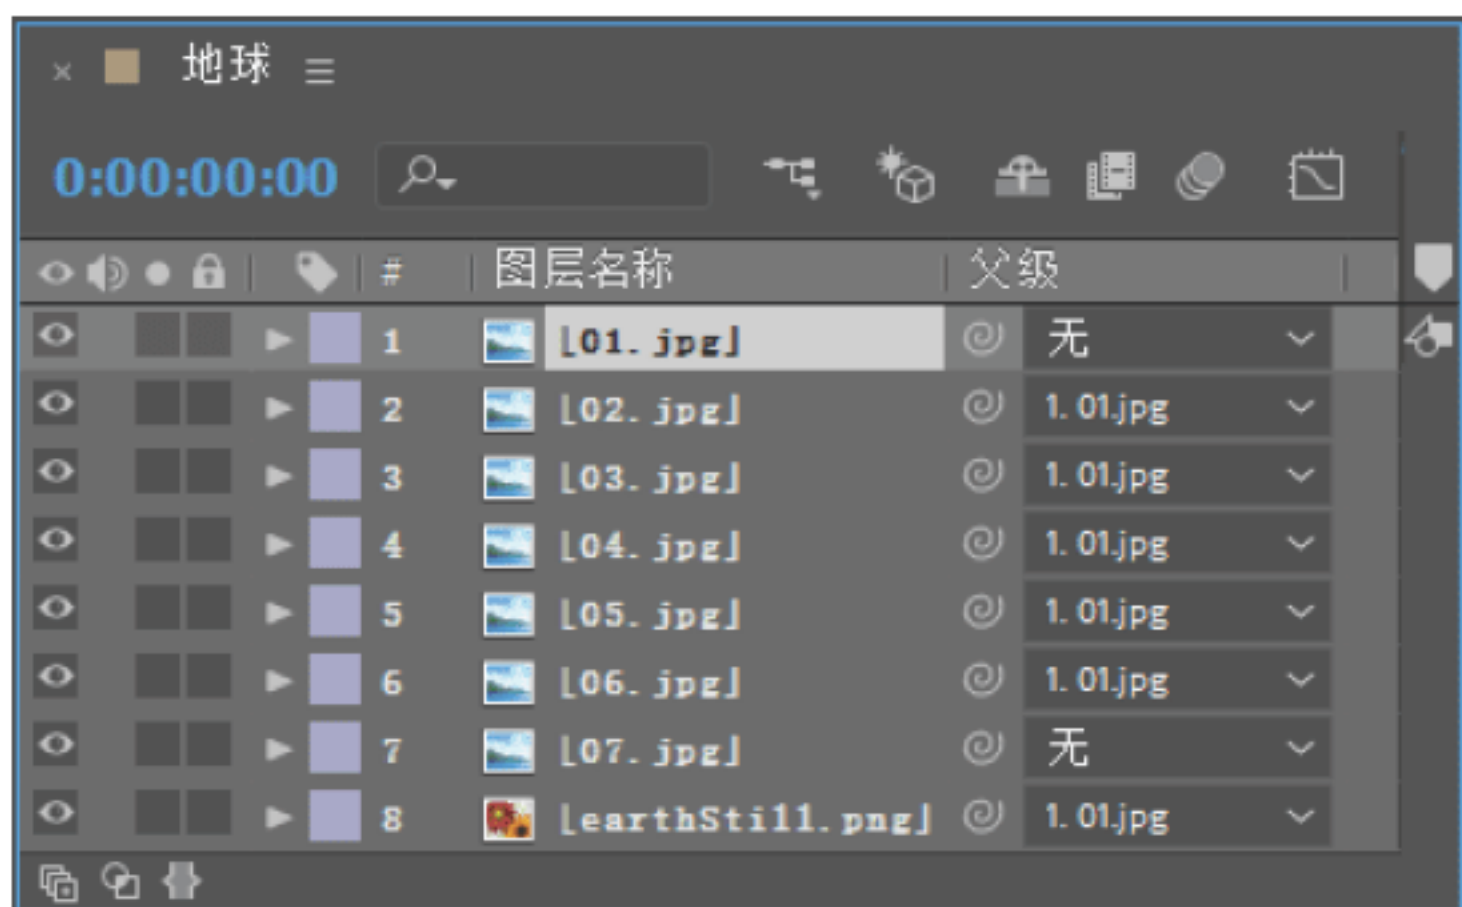 × 地球
0:00:00:00
# 图层名称 父级
1 [01.jpg] 无
2 [02.jpg] 1. 01.jpg
3 [03.jpg] 1. 01.jpg
4 [04.jpg] 1. 01.jpg
5 [05.jpg] 1. 01.jpg
6 [06.jpg] 1. 01.jpg
7 [07.jpg] 无
8 [earthStill.png] 1. 01.jpg